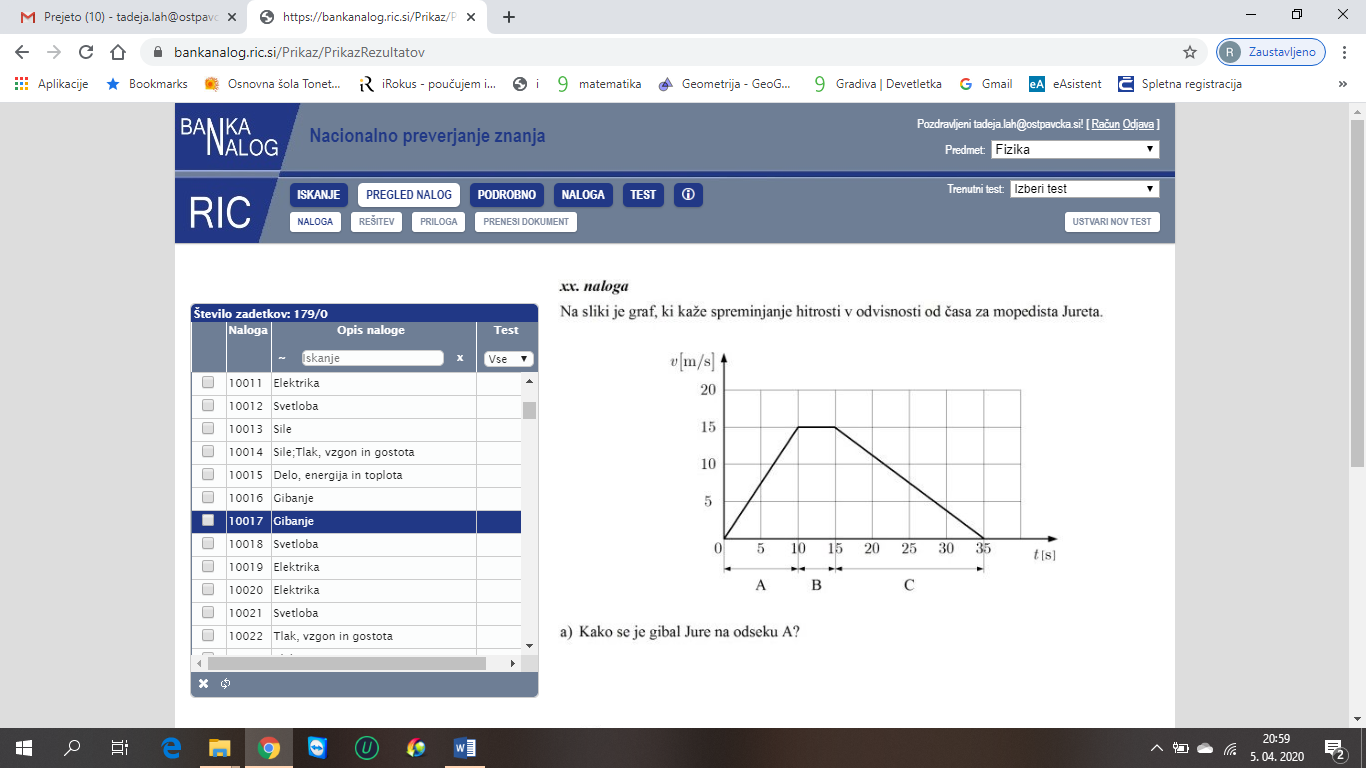 Prejeto (10) - tadeja.lah@ostpavc
https://bankanalog.ric.si/Prikaz/P
bankanalog.ric.si/Prikaz/PrikazRezultatov
R Zaustavljeno
Aplikacije
Bookmarks
Osnovna šola Tonet...
iRokus – poučujem i...
i
matematika
Geometrija - GeoG...
Gradiva | Devetletka
Gmail
eAsistent
Spletna registracija
»
BANKA
NALOG
Nacionalno preverjanje znanja
Pozdravljeni tadeja.lah@ostpavcka.si! [ Račun Odjava ]
Predmet: Fizika
RIC
ISKANJE PREGLED NALOG PODROBNO NALOGA TEST
Trenutni test: Izberi test
NALOGA REŠITEV PRILOGA PRENESI DOKUMENT
USTVARI NOV TEST
Število zadetkov: 179/0
Naloga Opis naloge Test
~ Iskanje x Vse
10011 Elektrika
10012 Svetloba
10013 Sile
10014 Sile;Tlak, vzgon in gostota
10015 Delo, energija in toplota
10016 Gibanje
10017 Gibanje
10018 Svetloba
10019 Elektrika
10020 Elektrika
10021 Svetloba
10022 Tlak, vzgon in gostota
xx. naloga
Na sliki je graf, ki kaže spreminjanje hitrosti v odvisnosti od časa za mopedista Jureta.
v[m/s]
20
15
10
5
0 5 10 15 20 25 30 35
t[s]
A B C
a) Kako se je gibal Jure na odseku A?
20:59
5. 04. 2020
2